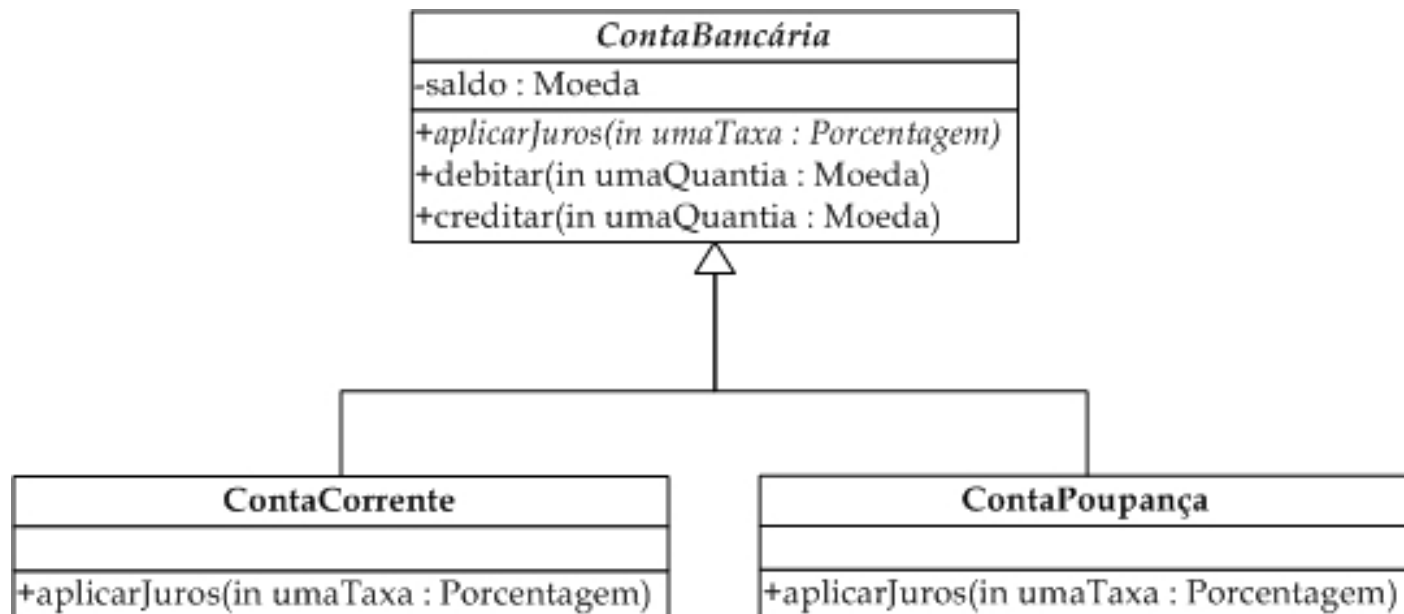 ContaBancária
-saldo : Moeda
+aplicarJuros(in umaTaxa : Porcentagem)
+debitar(in umaQuantia : Moeda)
+creditar(in umaQuantia : Moeda)
ContaCorrente
+aplicarJuros(in umaTaxa : Porcentagem)
ContaPoupança
+aplicarJuros(in umaTaxa : Porcentagem)